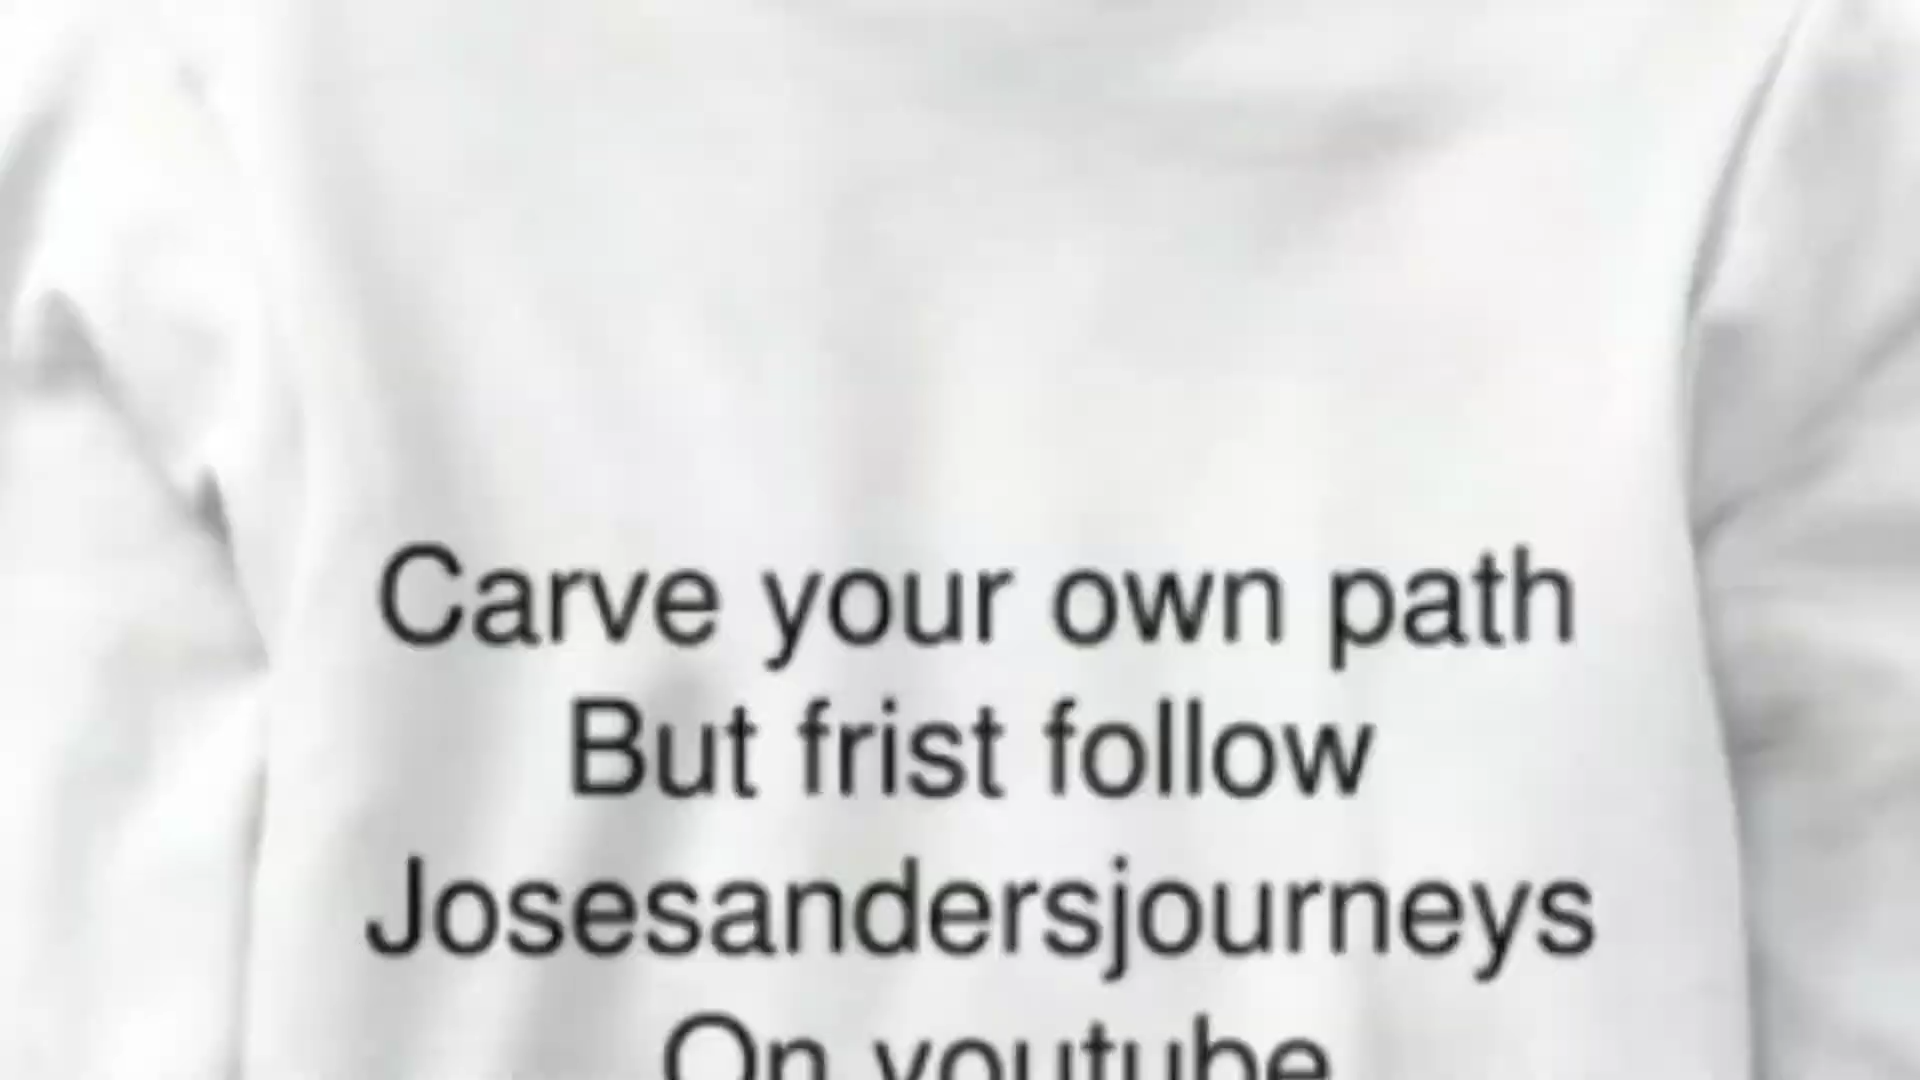 Carve your own path
But frist follow
Josesandersjourneys
On youtube